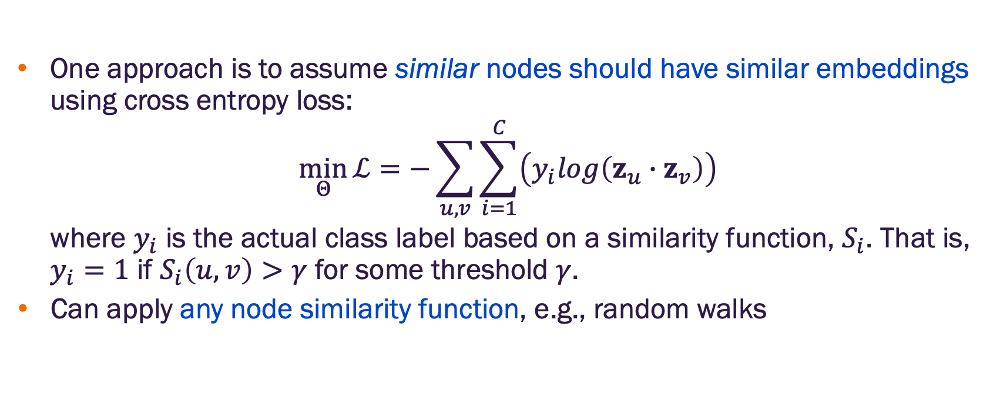 • One approach is to assume similar nodes should have similar embeddings
using cross entropy loss:
$\min_{\Theta} \mathcal{L} = -\sum_{u,v} \sum_{i=1}^{C} \left( y_i log(\mathbf{z}_u \cdot \mathbf{z}_v) \right)$
where $y_i$ is the actual class label based on a similarity function, $S_i$. That is,
$y_i = 1$ if $S_i(u, v) > \gamma$ for some threshold $\gamma$.
• Can apply any node similarity function, e.g., random walks